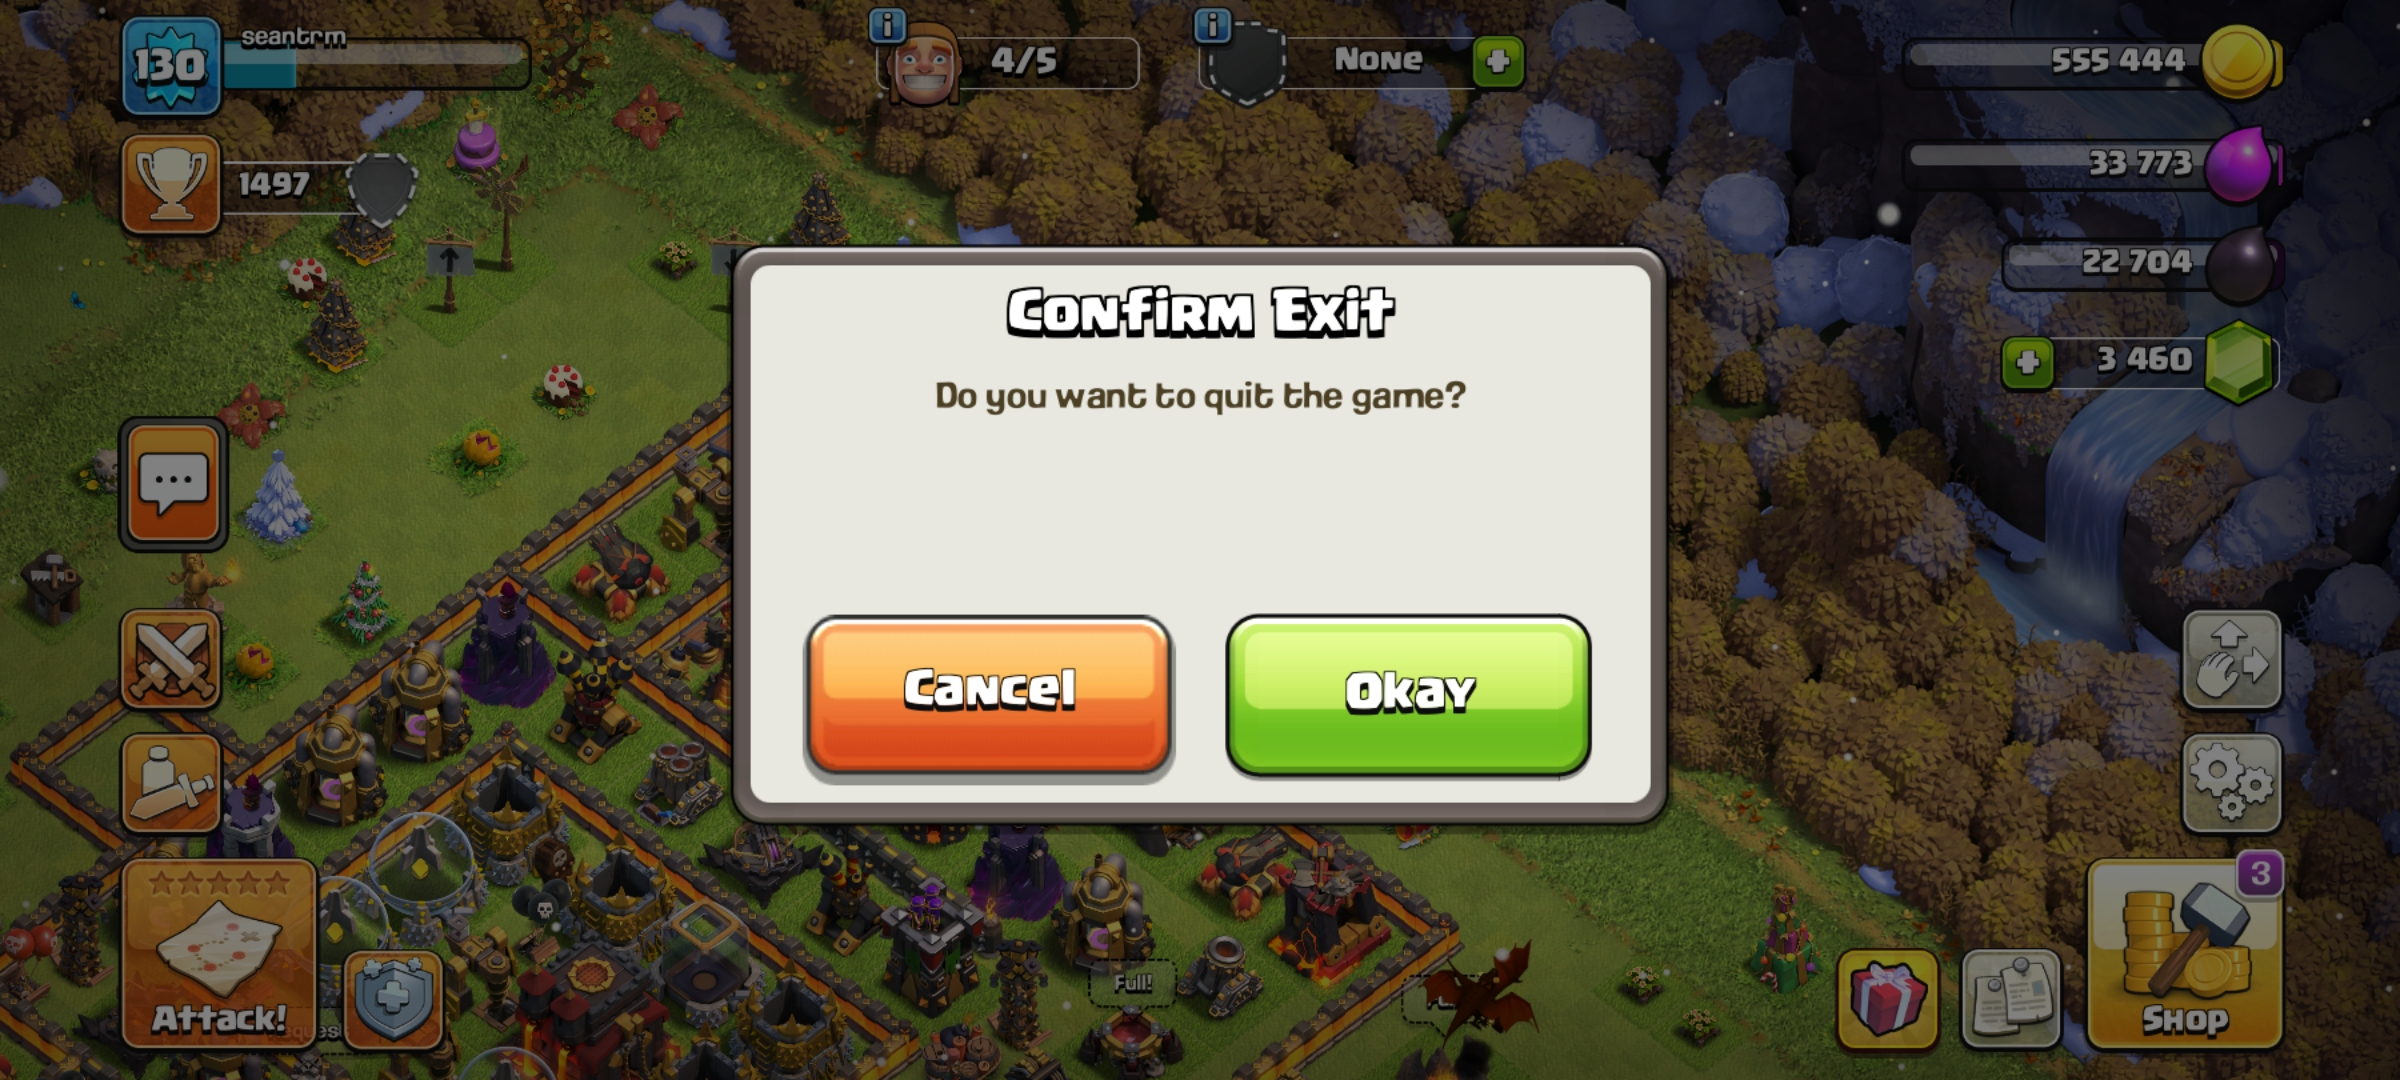 130
seantrm
4/5
None
555 444
1497
33 773
22 704
3 460
Confirm Exit
Do you want to quit the game?
Cancel
Okay
3
Full!
Attack!
Shop